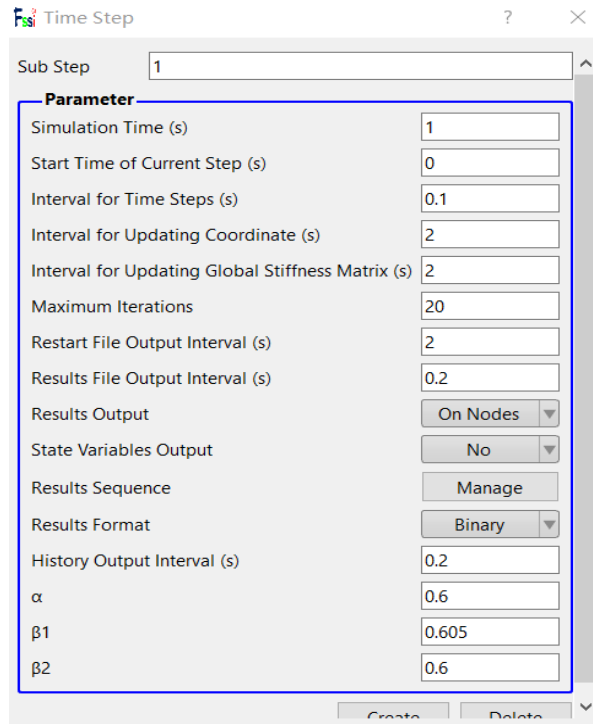 Fssi Time Step ? ×
Sub Step 1
Parameter
Simulation Time (s) 1
Start Time of Current Step (s) 0
Interval for Time Steps (s) 0.1
Interval for Updating Coordinate (s) 2
Interval for Updating Global Stiffness Matrix (s) 2
Maximum Iterations 20
Restart File Output Interval (s) 2
Results File Output Interval (s) 0.2
Results Output On Nodes
State Variables Output No
Results Sequence Manage
Results Format Binary
History Output Interval (s) 0.2
α 0.6
β1 0.605
β2 0.6
Create Delete